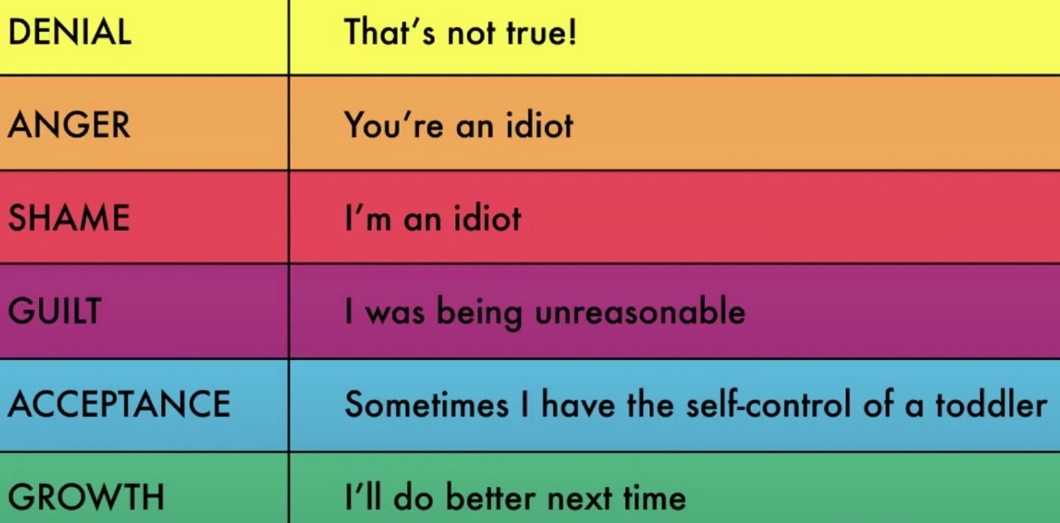 DENIAL That’s not true!
ANGER You’re an idiot
SHAME I’m an idiot
GUILT I was being unreasonable
ACCEPTANCE Sometimes I have the self-control of a toddler
GROWTH I’ll do better next time